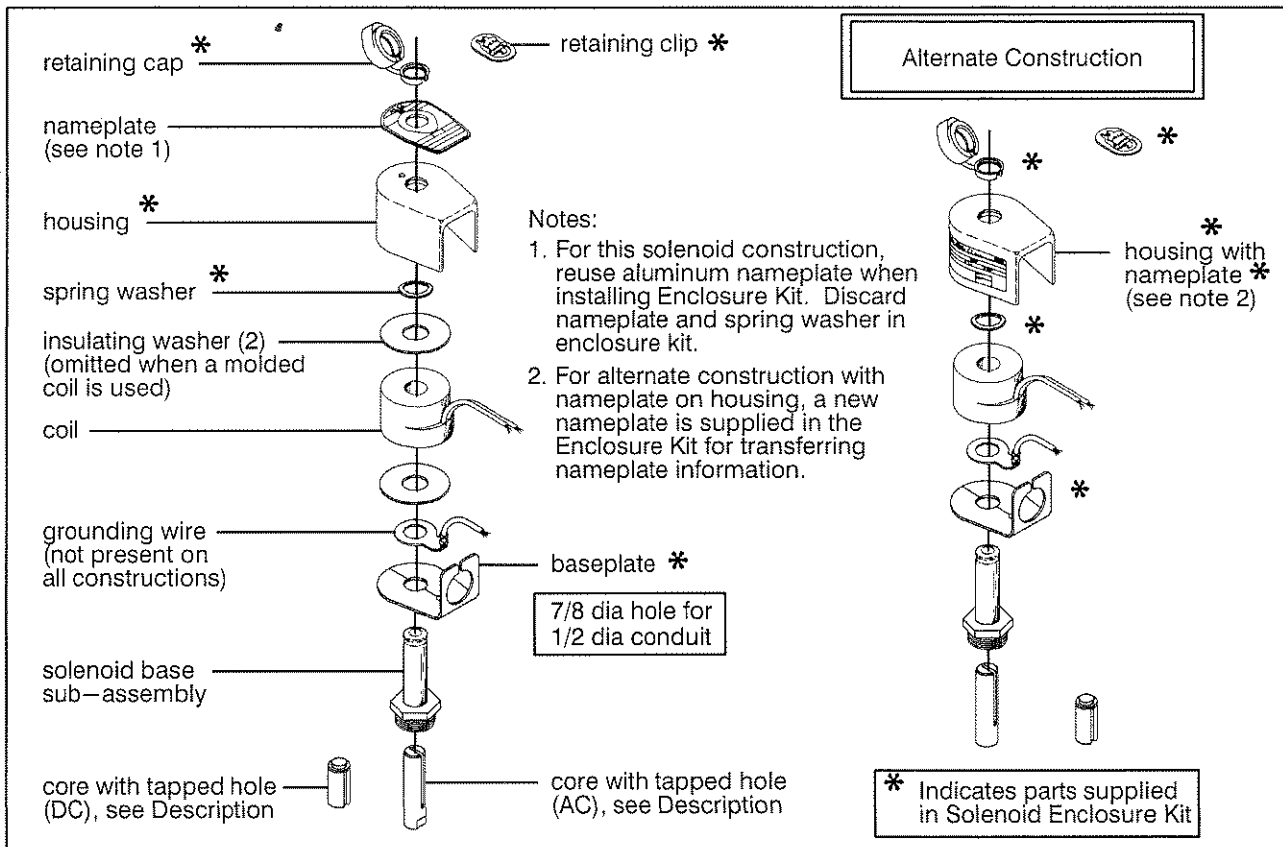 retaining cap *
retaining clip *
Alternate Construction
nameplate
(see note 1)
*
*
housing *
Notes:
1. For this solenoid construction,
reuse aluminum nameplate when
installing Enclosure Kit. Discard
nameplate and spring washer in
enclosure kit.
2. For alternate construction with
nameplate on housing, a new
nameplate is supplied in the
Enclosure Kit for transferring
nameplate information.
*
housing with
nameplate *
(see note 2)
spring washer *
*
insulating washer (2)
(omitted when a molded
coil is used)
coil
grounding wire
(not present on
all constructions)
*
baseplate *
7/8 dia hole for
1/2 dia conduit
solenoid base
sub-assembly
core with tapped hole
(DC), see Description
core with tapped hole
(AC), see Description
* Indicates parts supplied
in Solenoid Enclosure Kit